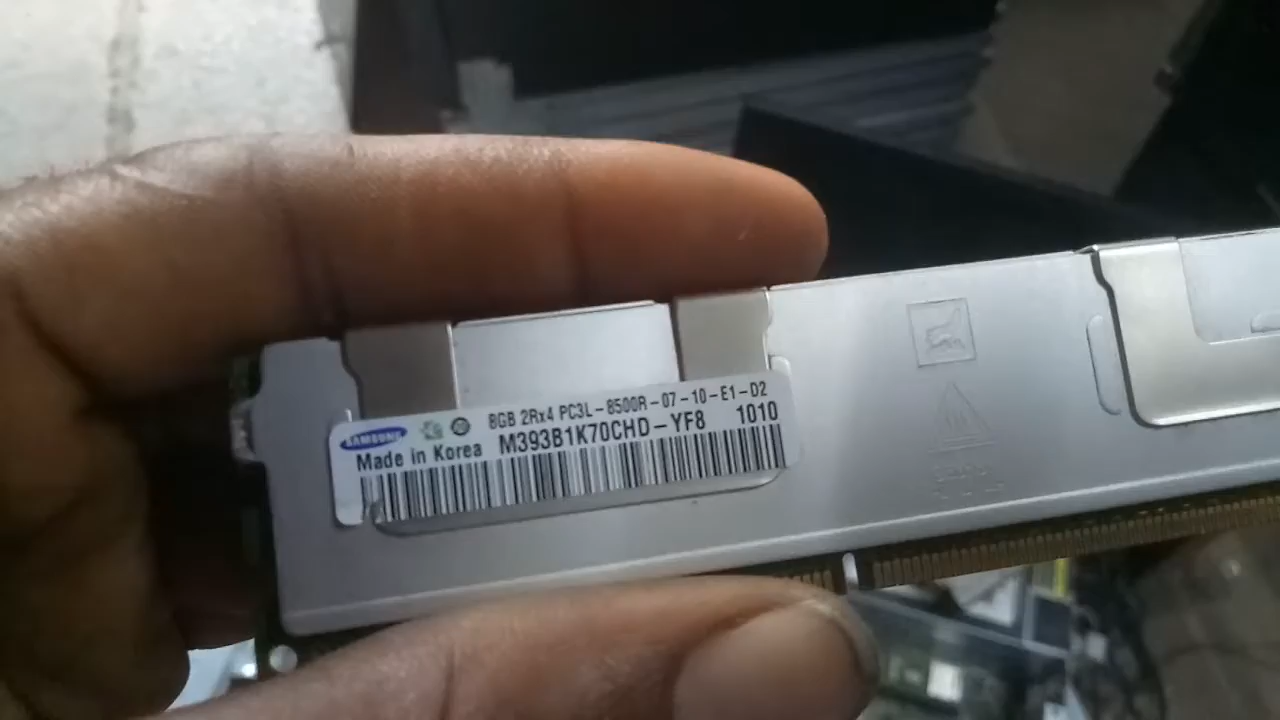 8GB 2Rx4 PC3L-8500R-07-10-E1-D2
SAMSUNG
Made in Korea M393B1K70CHD-YF8 1010